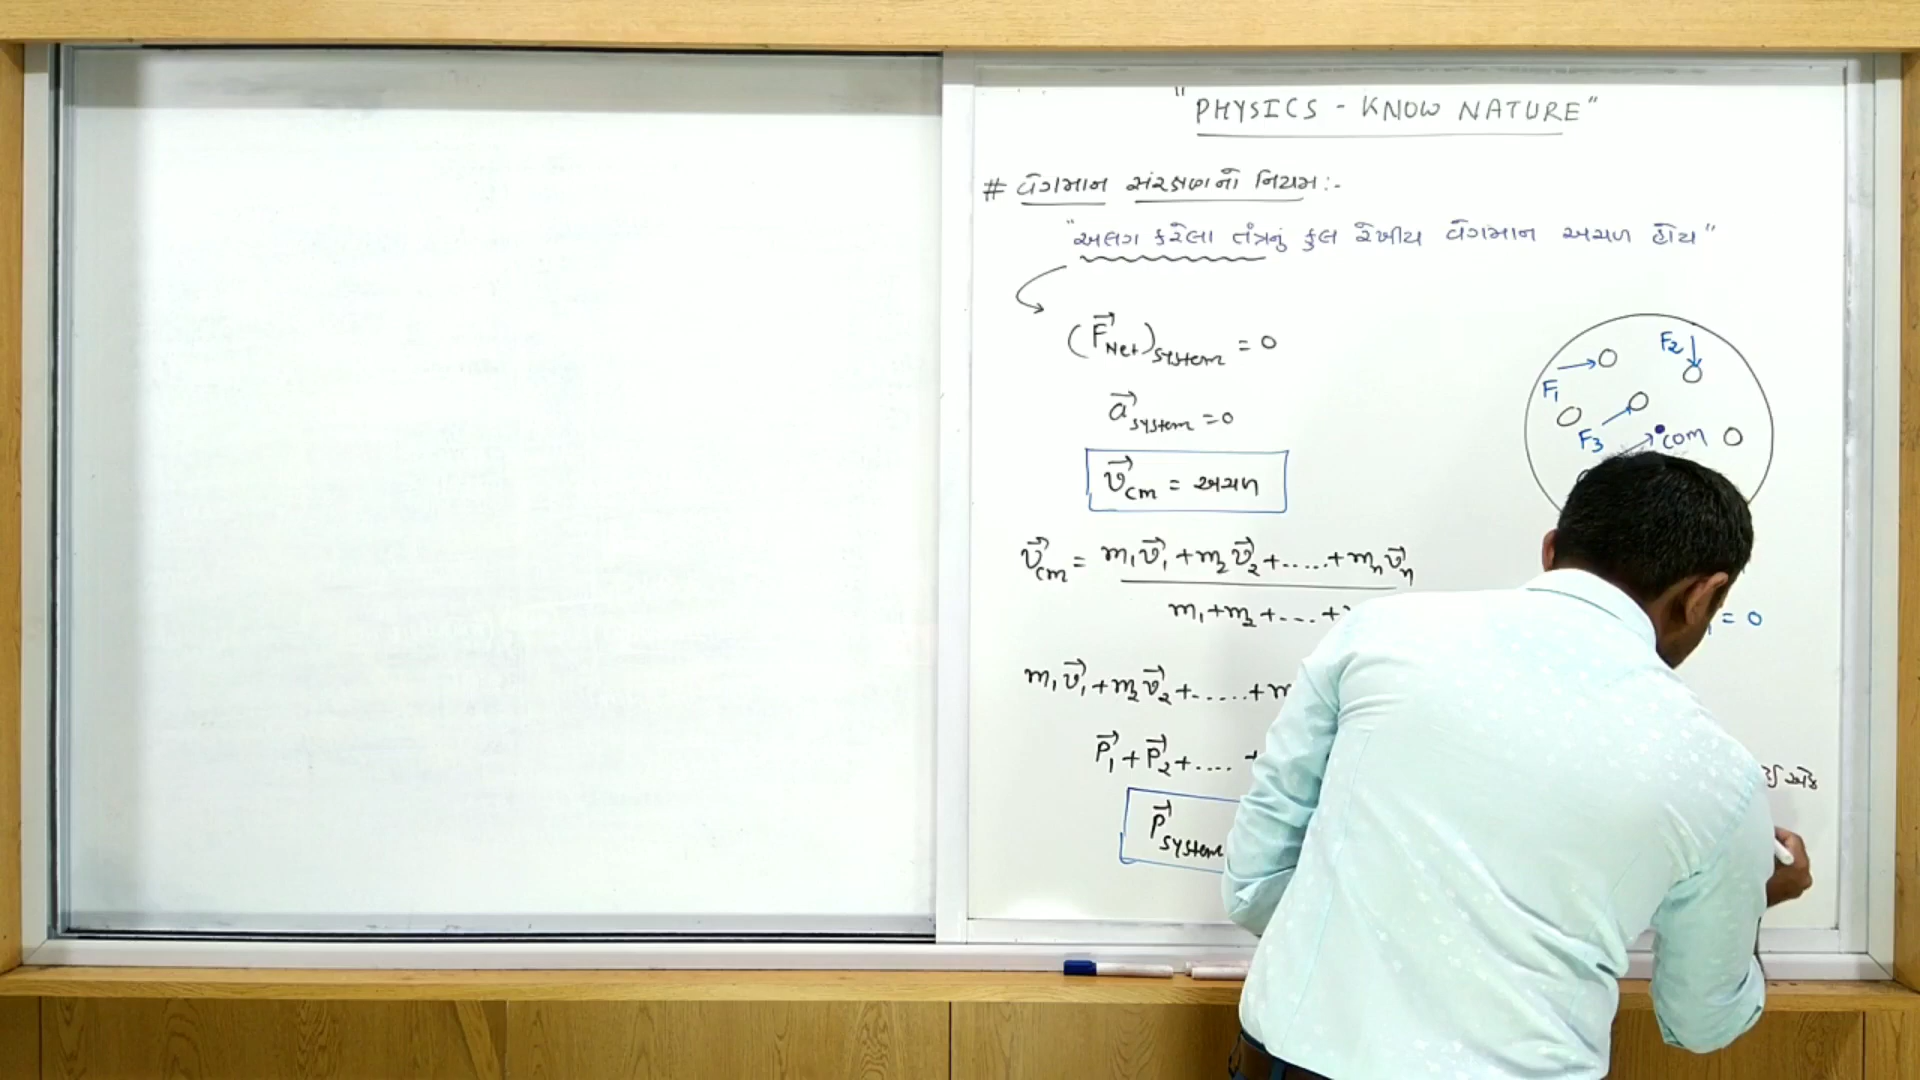 "PHYSICS - KNOW NATURE"
# વેગમાન સંરક્ષણનો નિયમ :-
"અલગ કરેલા તંત્રનું કુલ રેખીય વેગમાન અચળ હોય"
(F⃗Net)system = 0
a⃗system = 0
v⃗cm = અચળ
v⃗cm = m₁v⃗₁ + m₂v⃗₂ + ..... + mₙv⃗ₙ
m₁ + m₂ + .... +
m₁v⃗₁ + m₂v⃗₂ + ...... + m
P⃗₁ + P⃗₂ + .... +
P⃗system
F₁
F₂
F₃
com
= 0